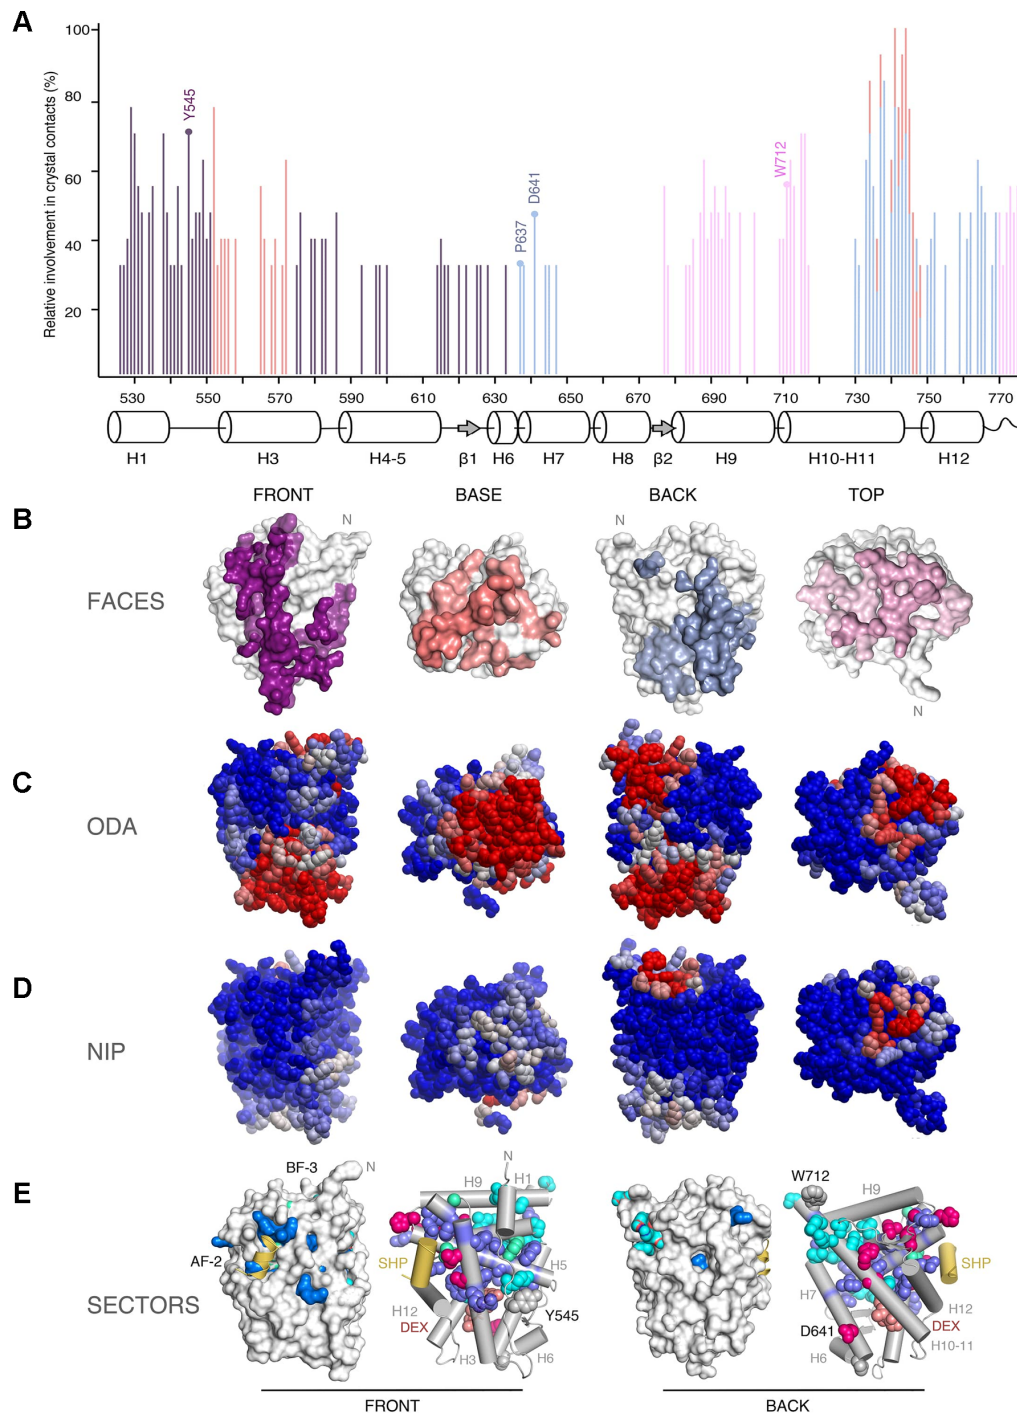 A
Relative involvement in crystal contacts (%)
100
80
60
40
20
Y545
P637
D641
W712
530 550 570 590 610 630 650 670 690 710 730 750 770
H1 H3 H4-5 β1 H6 H7 H8 β2 H9 H10-H11 H12
FRONT BASE BACK TOP
B
FACES
N
N
N
C
ODA
D
NIP
E
SECTORS
BF-3
N
AF-2
N
H9
H1
SHP
H5
H12
Y545
DEX
H3
H6
W712
H9
SHP
H7
H12
D641
DEX
H6
H10-11
FRONT BACK